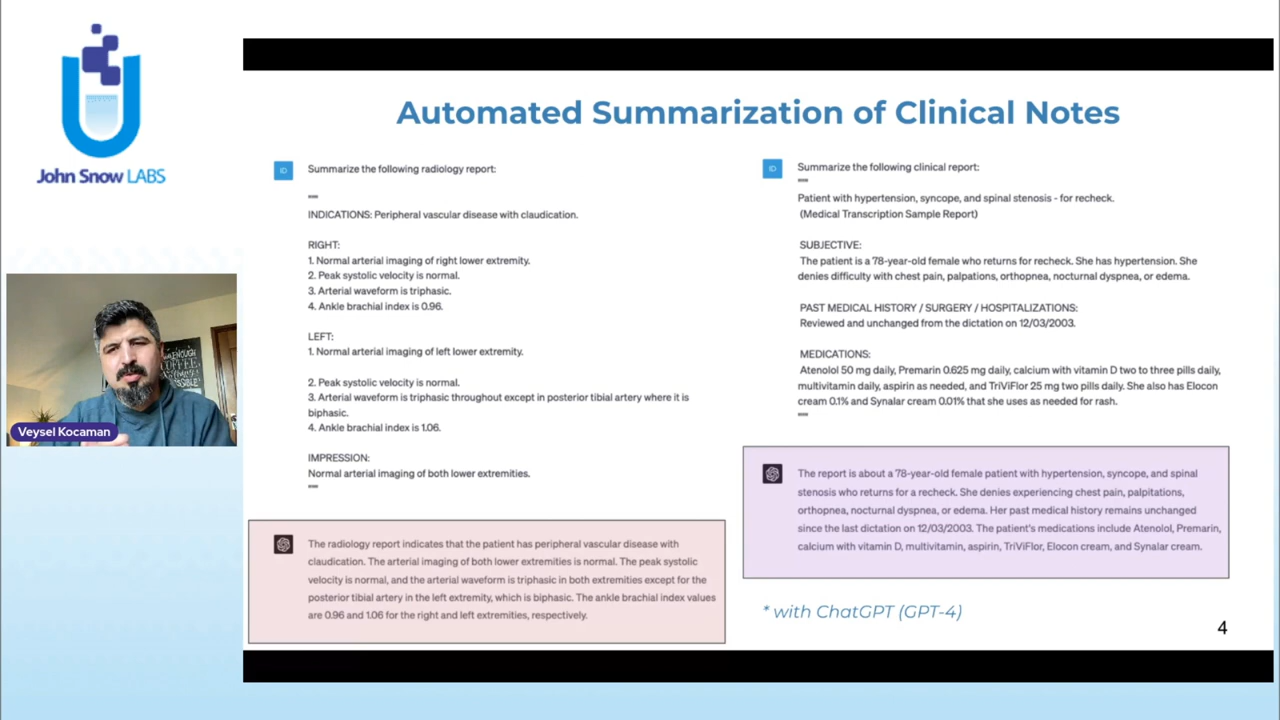 John Snow LABS
Automated Summarization of Clinical Notes
Summarize the following radiology report:
"""
INDICATIONS: Peripheral vascular disease with claudication.
RIGHT:
1. Normal arterial imaging of right lower extremity.
2. Peak systolic velocity is normal.
3. Arterial waveform is triphasic.
4. Ankle brachial index is 0.96.
LEFT:
1. Normal arterial imaging of left lower extremity.
2. Peak systolic velocity is normal.
3. Arterial waveform is triphasic throughout except in posterior tibial artery where it is
biphasic.
4. Ankle brachial index is 1.06.
IMPRESSION:
Normal arterial imaging of both lower extremities.
"""
The radiology report indicates that the patient has peripheral vascular disease with
claudication. The arterial imaging of both lower extremities is normal. The peak systolic
velocity is normal, and the arterial waveform is triphasic in both extremities except for the
posterior tibial artery in the left extremity, which is biphasic. The ankle brachial index values
are 0.96 and 1.06 for the right and left extremities, respectively.
Summarize the following clinical report:
"""
Patient with hypertension, syncope, and spinal stenosis - for recheck.
(Medical Transcription Sample Report)
SUBJECTIVE:
The patient is a 78-year-old female who returns for recheck. She has hypertension. She
denies difficulty with chest pain, palpations, orthopnea, nocturnal dyspnea, or edema.
PAST MEDICAL HISTORY / SURGERY / HOSPITALIZATIONS:
Reviewed and unchanged from the dictation on 12/03/2003.
MEDICATIONS:
Atenolol 50 mg daily, Premarin 0.625 mg daily, calcium with vitamin D two to three pills daily,
multivitamin daily, aspirin as needed, and TriViFlor 25 mg two pills daily. She also has Elocon
cream 0.1% and Synalar cream 0.01% that she uses as needed for rash.
"""
The report is about a 78-year-old female patient with hypertension, syncope, and spinal
stenosis who returns for a recheck. She denies experiencing chest pain, palpitations,
orthopnea, nocturnal dyspnea, or edema. Her past medical history remains unchanged
since the last dictation on 12/03/2003. The patient's medications include Atenolol, Premarin,
calcium with vitamin D, multivitamin, aspirin, TriViFlor, Elocon cream, and Synalar cream.
* with ChatGPT (GPT-4)
4
ENOUGH
COFFEE
Veysel Kocaman